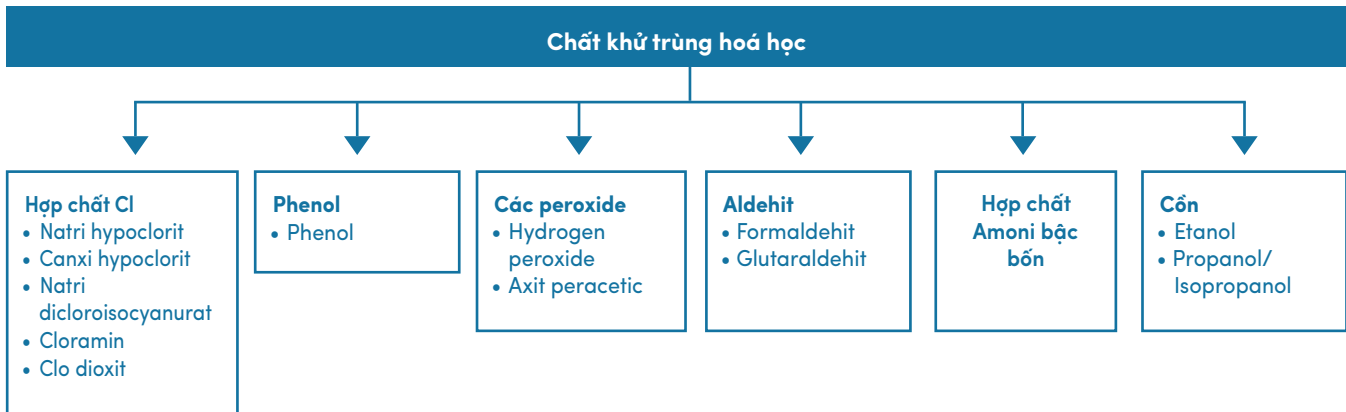 Chất khử trùng hoá học
Hợp chất Cl
• Natri hypoclorit
• Canxi hypoclorit
• Natri
dicloroisocyanurat
• Cloramin
• Clo dioxit
Phenol
• Phenol
Các peroxide
• Hydrogen
peroxide
• Axit peracetic
Aldehit
• Formaldehit
• Glutaraldehit
Hợp chất
Amoni bậc
bốn
Cồn
• Etanol
• Propanol/
Isopropanol